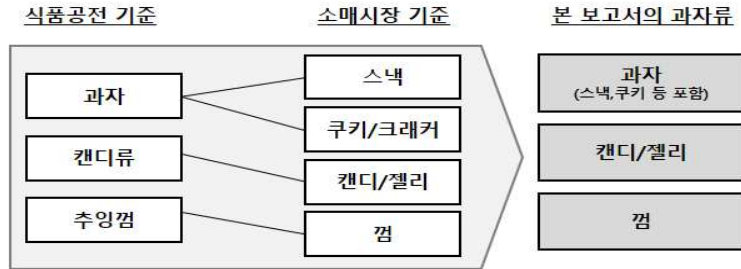 식품공전 기준
소매시장 기준
본 보고서의 과자류
과자
캔디류
추잉껌
스낵
쿠키/크래커
캔디/젤리
껌
과자
(스낵,쿠키 등 포함)
캔디/젤리
껌